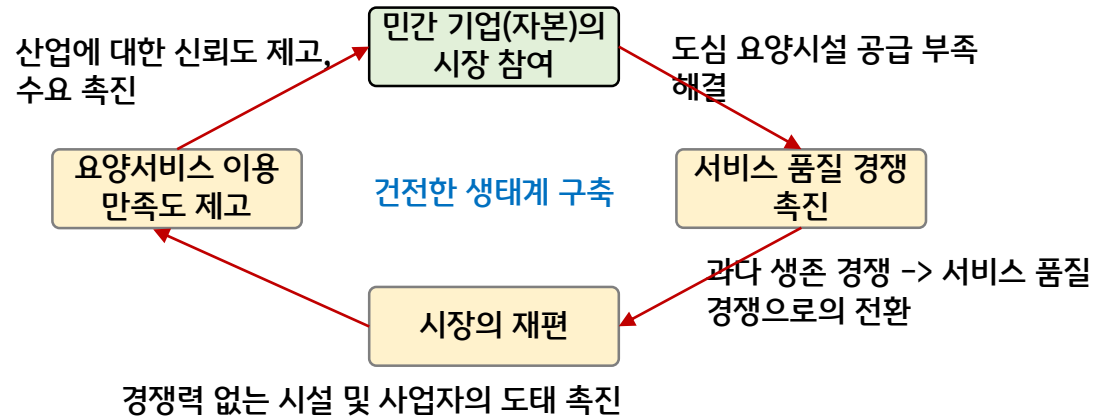 민간 기업(자본)의
시장 참여
산업에 대한 신뢰도 제고,
수요 촉진
도심 요양시설 공급 부족
해결
요양서비스 이용
만족도 제고
건전한 생태계 구축
서비스 품질 경쟁
촉진
과다 생존 경쟁 -> 서비스 품질
경쟁으로의 전환
시장의 재편
경쟁력 없는 시설 및 사업자의 도태 촉진